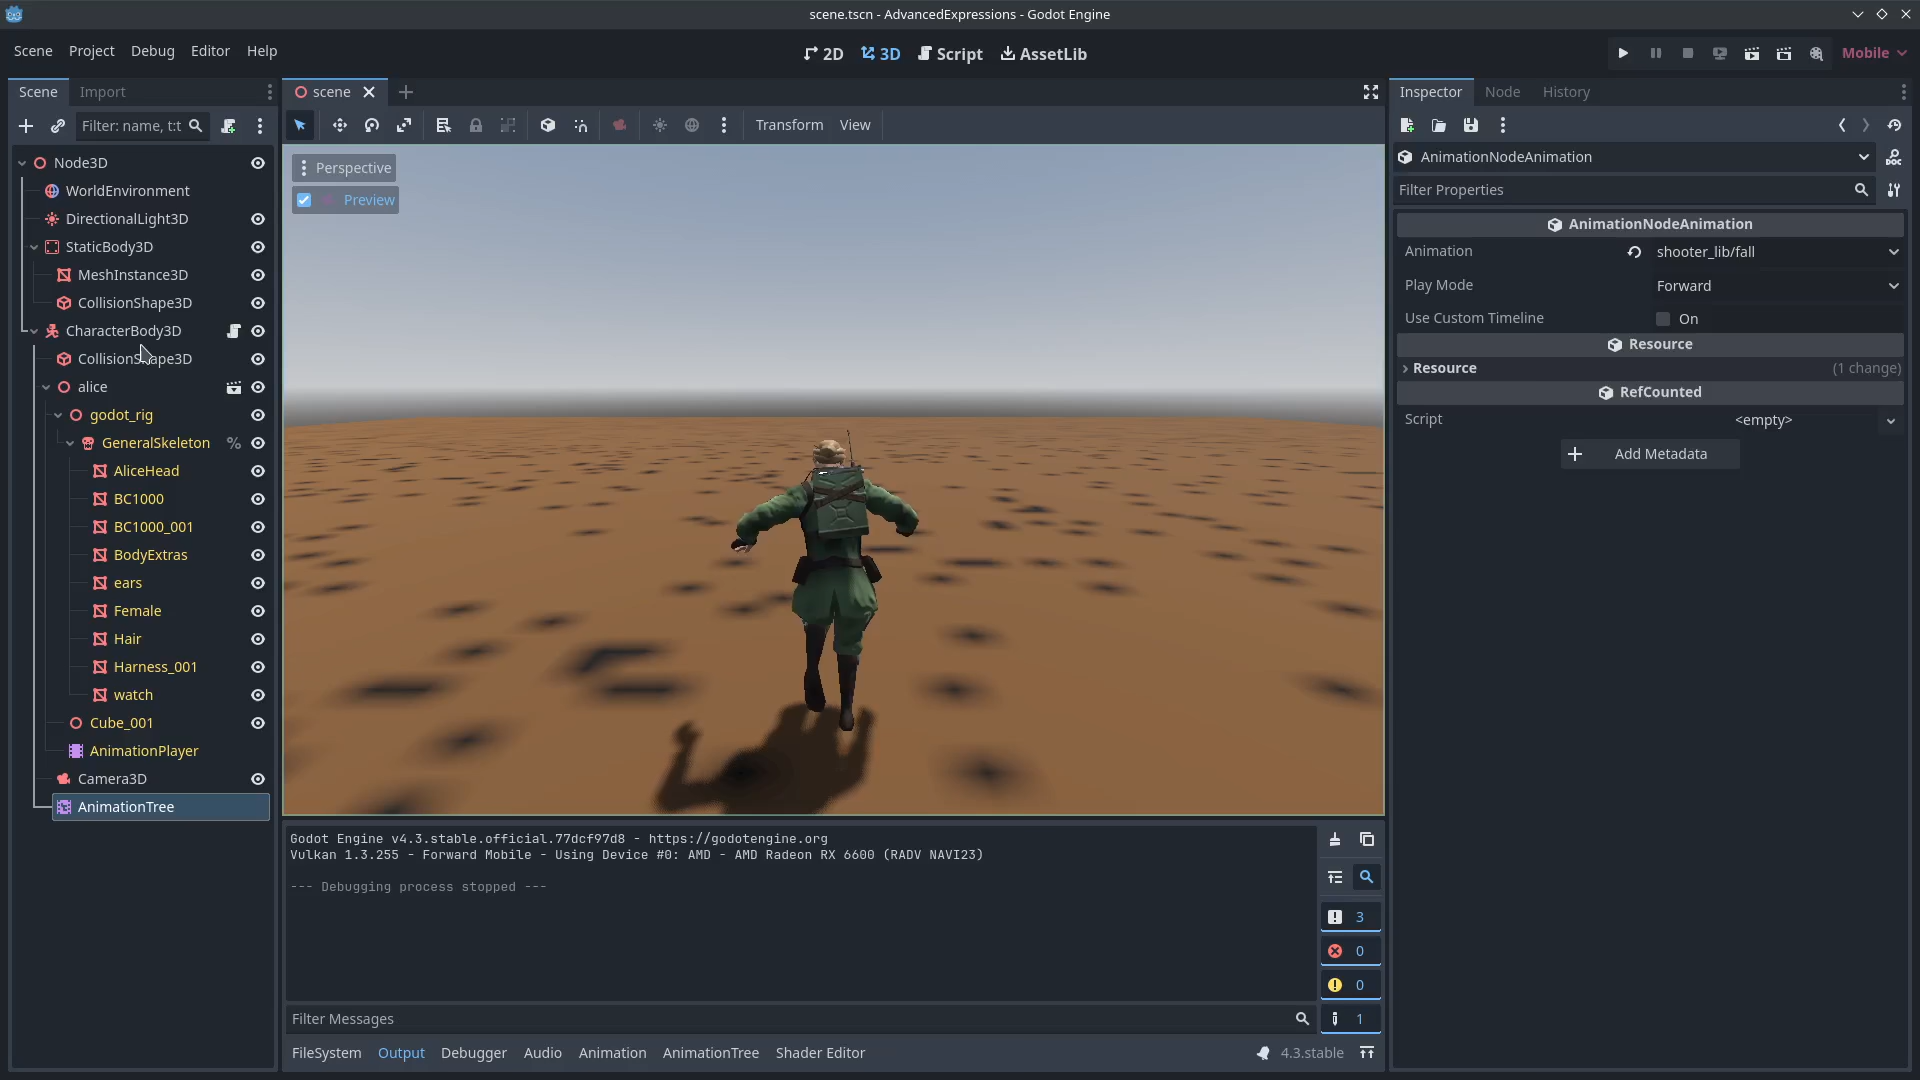 scene.tscn - AdvancedExpressions - Godot Engine
Scene Project Debug Editor Help
2D 3D Script AssetLib
Mobile
Scene Import
Filter: name, t:t
Node3D
WorldEnvironment
DirectionalLight3D
StaticBody3D
MeshInstance3D
CollisionShape3D
CharacterBody3D
CollisionShape3D
alice
godot_rig
GeneralSkeleton %
AliceHead
BC1000
BC1000_001
BodyExtras
ears
Female
Hair
Harness_001
watch
Cube_001
AnimationPlayer
Camera3D
AnimationTree
scene
Transform View
Perspective
Preview
Godot Engine v4.3.stable.official.77dcf97d8 - https://godotengine.org
Vulkan 1.3.255 - Forward Mobile - Using Device #0: AMD - AMD Radeon RX 6600 (RADV NAVI23)
--- Debugging process stopped ---
3
0
0
1
Filter Messages
FileSystem Output Debugger Audio Animation AnimationTree Shader Editor
4.3.stable
Inspector Node History
AnimationNodeAnimation
Filter Properties
AnimationNodeAnimation
Animation shooter_lib/fall
Play Mode Forward
Use Custom Timeline On
Resource
Resource (1 change)
RefCounted
Script <empty>
Add Metadata